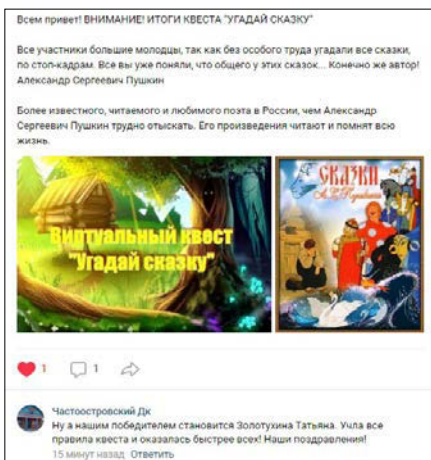 Всем привет! ВНИМАНИЕ! ИТОГИ КВЕСТА "УГАДАЙ СКАЗКУ"
Все участники большие молодцы, так как без особого труда угадали все сказки,
по стоп-кадрам. Все вы уже поняли, что общего у этих сказок... Конечно же автор!
Александр Сергеевич Пушкин
Более известного, читаемого и любимого поэта в России, чем Александр
Сергеевич Пушкин трудно отыскать. Его произведения читают и помнят всю
жизнь.
Виртуальный квест
"Угадай сказку"
СКАЗКИ
А.С. Пушкина
1
1
Частоостровский Дк
Ну а нашим победителем становится Золотухина Татьяна. Учла все
правила квеста и оказалась быстрее всех! Наши поздравления!
15 минут назад Ответить